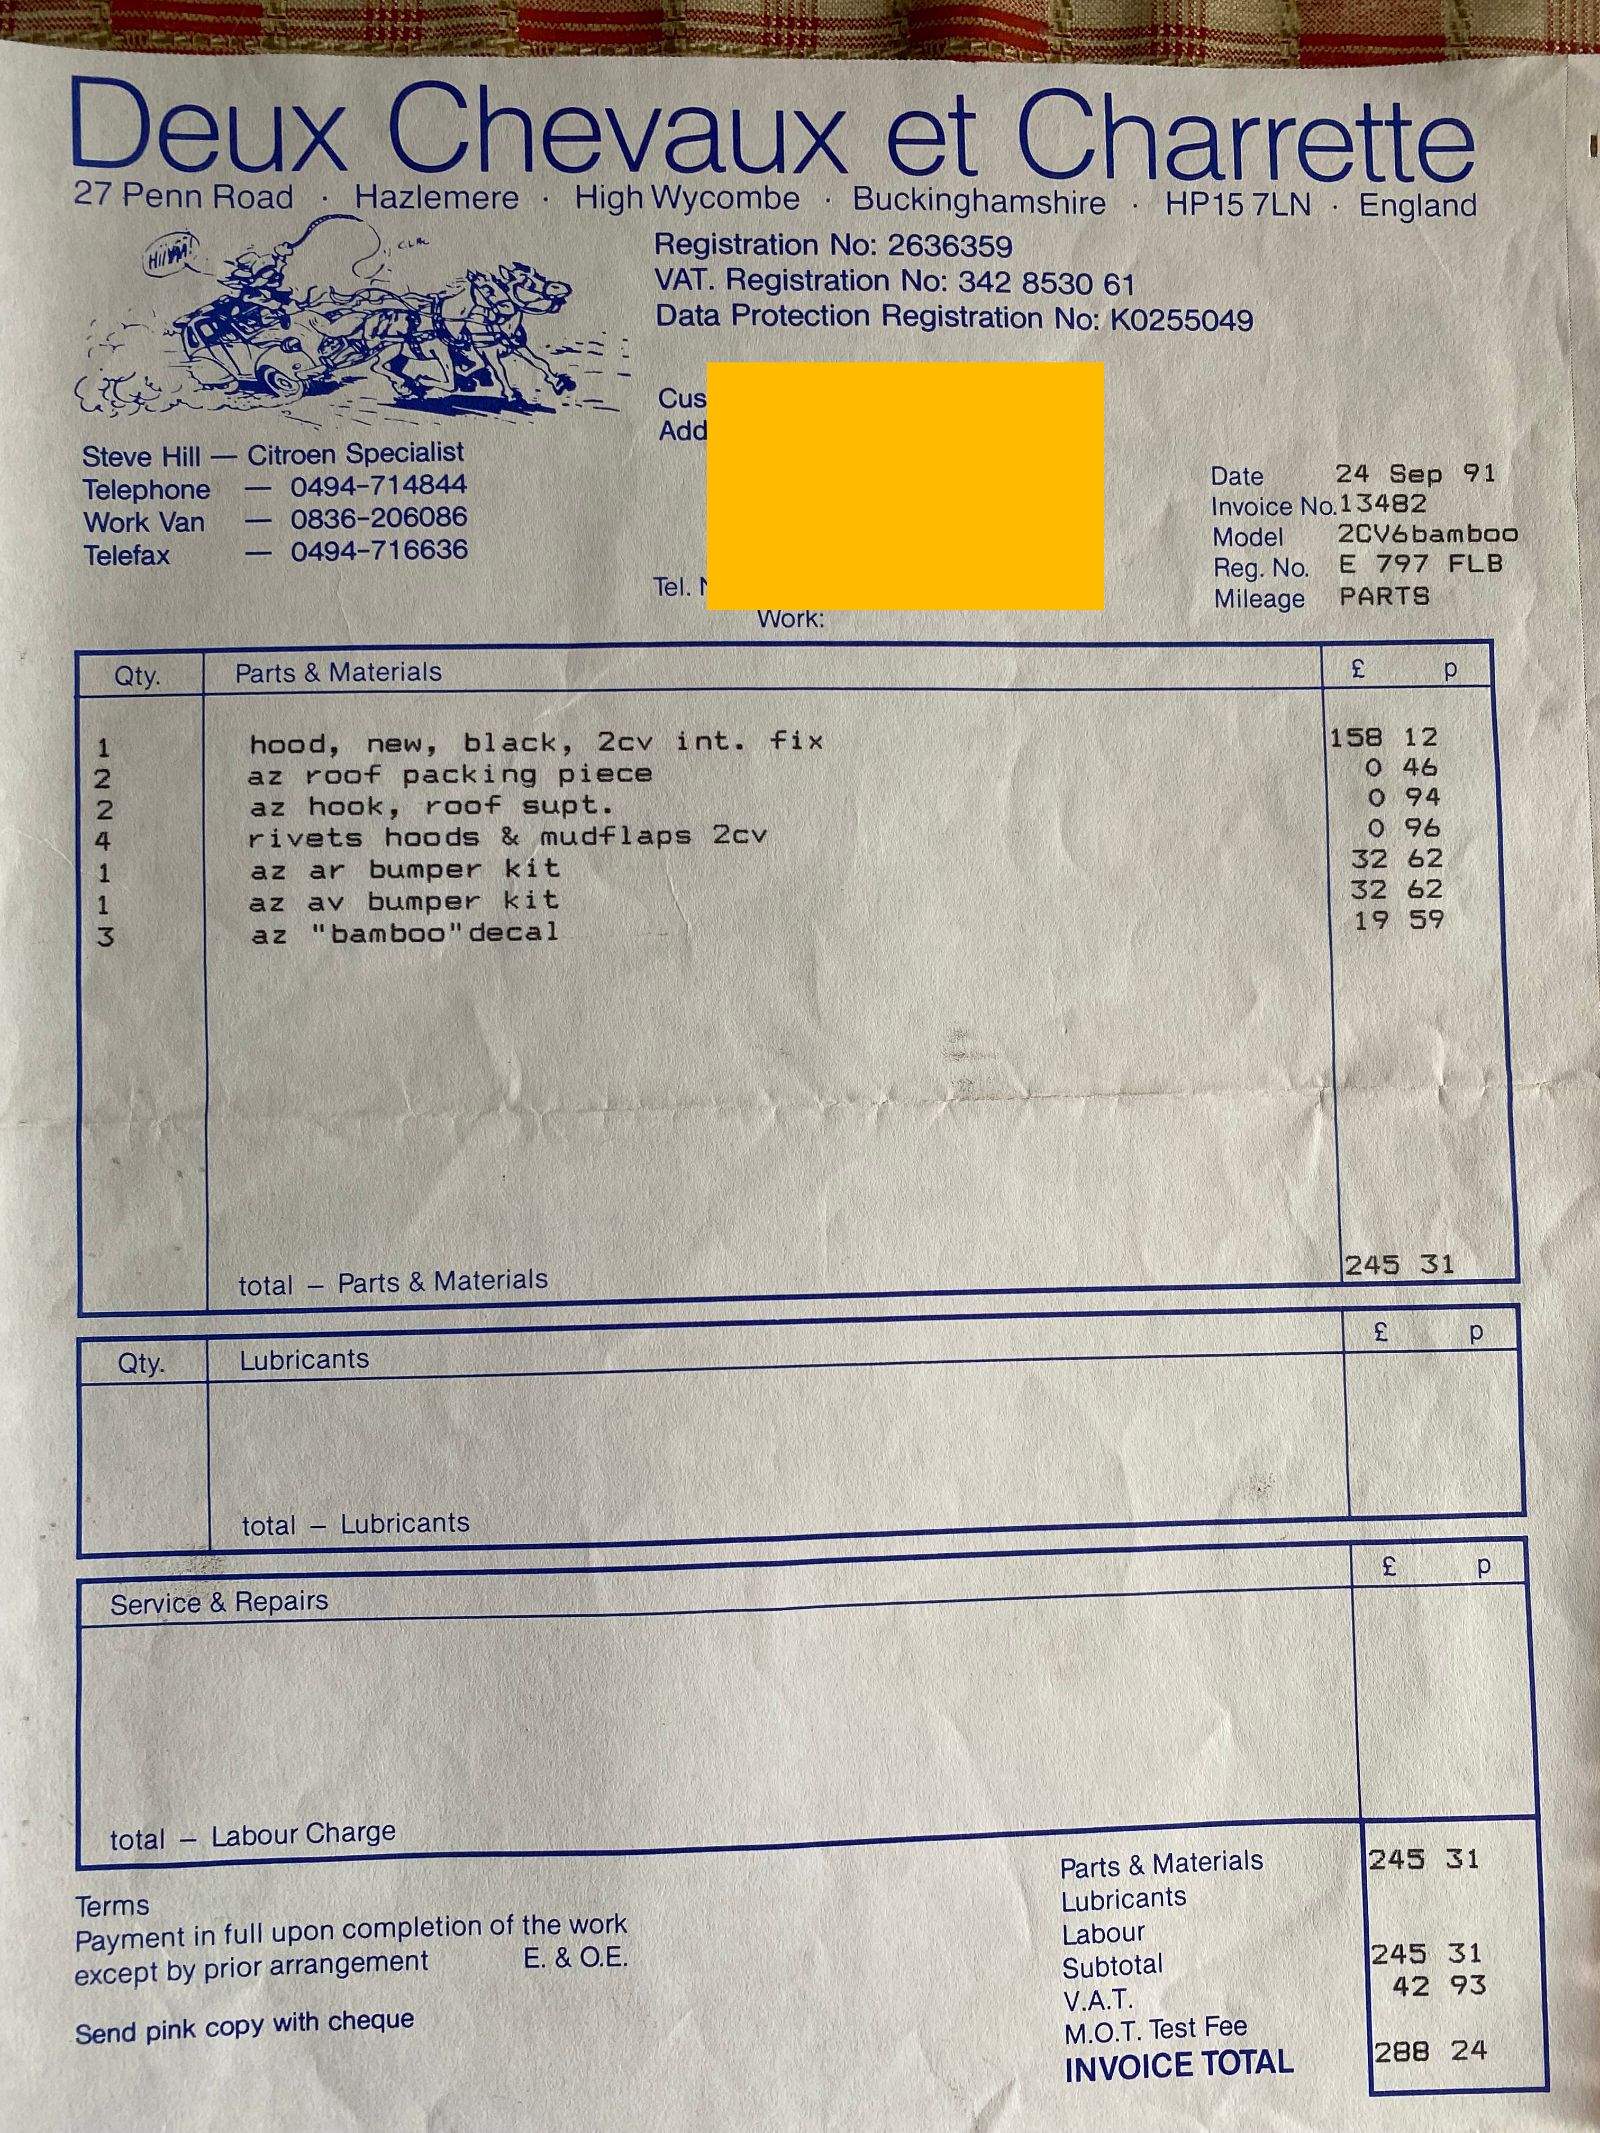 Deux Chevaux et Charrette
27 Penn Road · Hazlemere · High Wycombe · Buckinghamshire · HP15 7LN · England
Registration No: 2636359
VAT. Registration No: 342 8530 61
Data Protection Registration No: K0255049
Cus
Add
Steve Hill — Citroen Specialist
Telephone — 0494-714844
Work Van — 0836-206086
Telefax — 0494-716636
Tel.
Work:
Date 24 Sep 91
Invoice No. 13482
Model 2CV6bamboo
Reg. No. E 797 FLB
Mileage PARTS
Qty. Parts & Materials £ p
1 hood, new, black, 2cv int. fix 158 12
2 az roof packing piece 0 46
2 az hook, roof supt. 0 94
4 rivets hoods & mudflaps 2cv 0 96
1 az ar bumper kit 32 62
1 az av bumper kit 32 62
3 az "bamboo"decal 19 59
total – Parts & Materials 245 31
Qty. Lubricants £ p
total – Lubricants
Service & Repairs £ p
total – Labour Charge
Terms
Payment in full upon completion of the work
except by prior arrangement E. & O.E.
Send pink copy with cheque
Parts & Materials 245 31
Lubricants
Labour
Subtotal 245 31
V.A.T. 42 93
M.O.T. Test Fee
INVOICE TOTAL 288 24